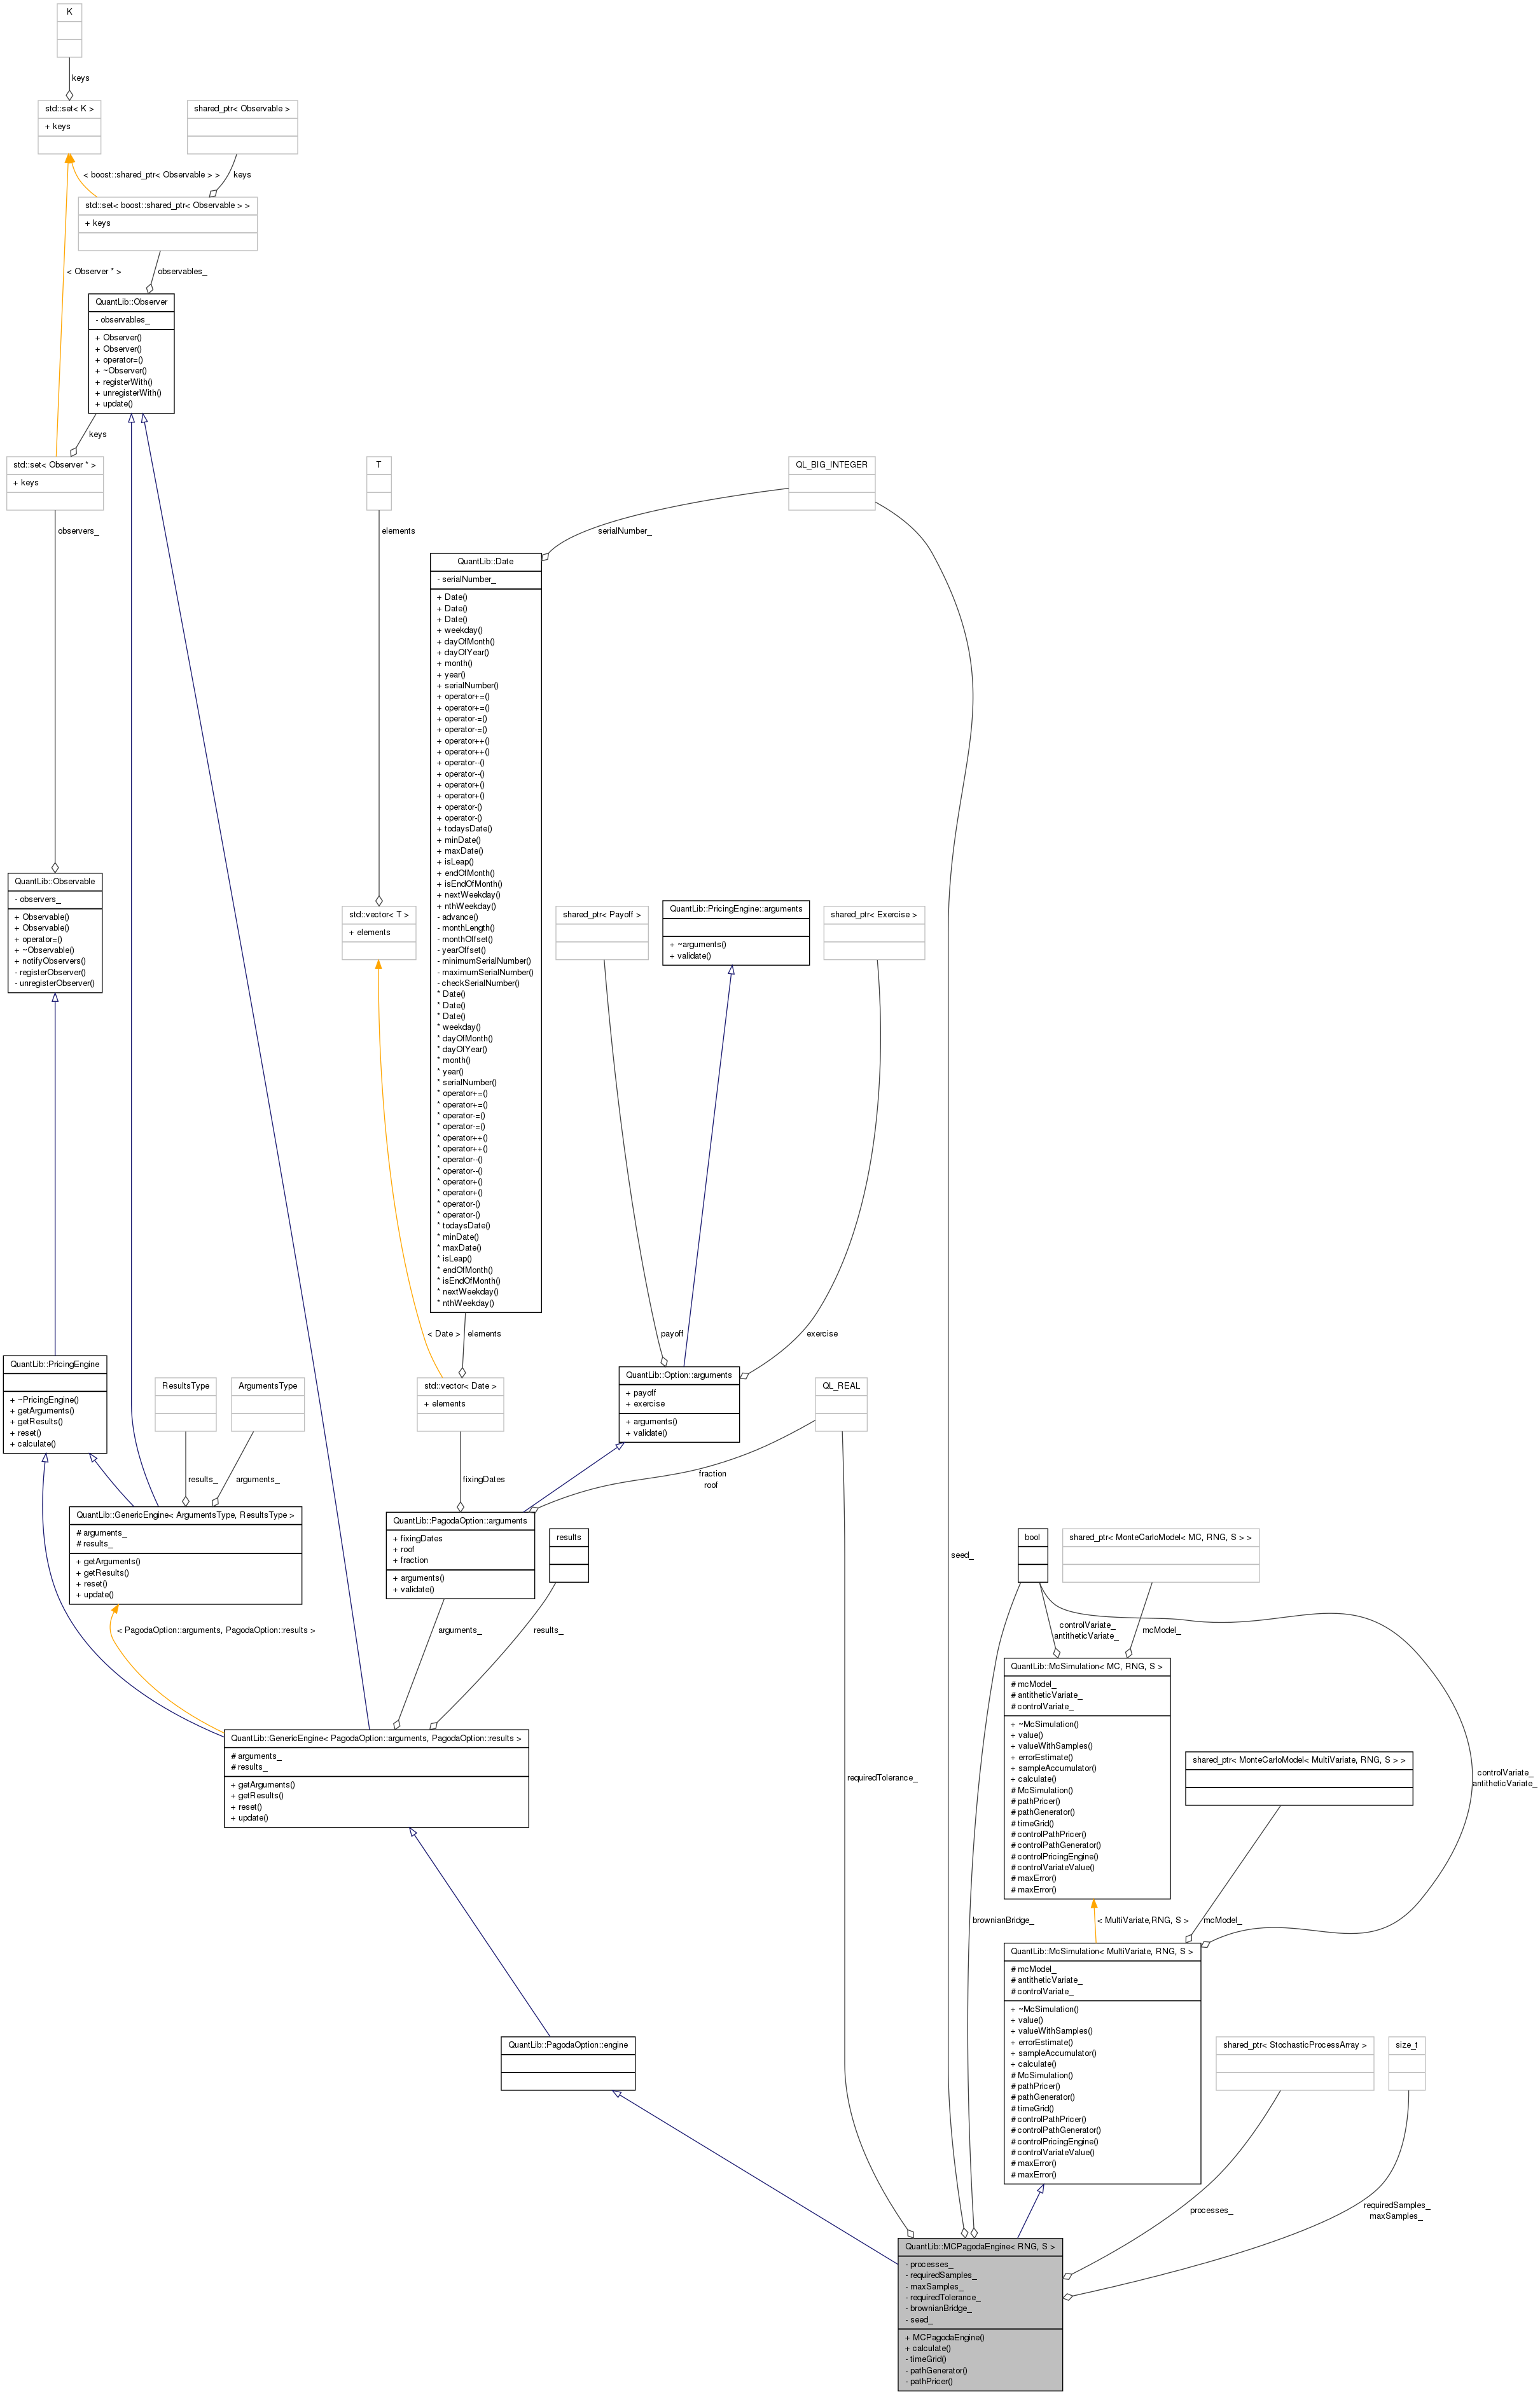 K
keys
std::set< K >
+ keys
shared_ptr< Observable >
< boost::shared_ptr< Observable > >
keys
std::set< boost::shared_ptr< Observable > >
+ keys
< Observer * >
observables_
QuantLib::Observer
- observables_
+ Observer()
+ Observer()
+ operator=()
+ ~Observer()
+ registerWith()
+ unregisterWith()
+ update()
keys
std::set< Observer * >
+ keys
T
QL_BIG_INTEGER
observers_
elements
serialNumber_
QuantLib::Date
- serialNumber_
+ Date()
+ Date()
+ Date()
+ weekday()
+ dayOfMonth()
+ dayOfYear()
+ month()
+ year()
+ serialNumber()
+ operator+=()
+ operator+=()
+ operator-=()
+ operator-=()
+ operator++()
+ operator++()
+ operator--()
+ operator--()
+ operator+()
+ operator+()
+ operator-()
+ operator-()
+ todaysDate()
+ minDate()
+ maxDate()
+ isLeap()
+ endOfMonth()
+ isEndOfMonth()
+ nextWeekday()
+ nthWeekday()
- advance()
- monthLength()
- monthOffset()
- yearOffset()
- minimumSerialNumber()
- maximumSerialNumber()
- checkSerialNumber()
* Date()
* Date()
* Date()
* weekday()
* dayOfMonth()
* dayOfYear()
* month()
* year()
* serialNumber()
* operator+=()
* operator+=()
* operator-=()
* operator-=()
* operator++()
* operator++()
* operator--()
* operator--()
* operator+()
* operator+()
* operator-()
* operator-()
* todaysDate()
* minDate()
* maxDate()
* isLeap()
* endOfMonth()
* isEndOfMonth()
* nextWeekday()
* nthWeekday()
QuantLib::Observable
- observers_
+ Observable()
+ Observable()
+ operator=()
+ ~Observable()
+ notifyObservers()
- registerObserver()
- unregisterObserver()
std::vector< T >
+ elements
shared_ptr< Payoff >
QuantLib::PricingEngine::arguments
+ ~arguments()
+ validate()
shared_ptr< Exercise >
< Date >
elements
payoff
exercise
QuantLib::PricingEngine
+ ~PricingEngine()
+ getArguments()
+ getResults()
+ reset()
+ calculate()
ResultsType
ArgumentsType
std::vector< Date >
+ elements
QuantLib::Option::arguments
+ payoff
+ exercise
+ arguments()
+ validate()
QL_REAL
results_
arguments_
fixingDates
fraction
roof
QuantLib::GenericEngine< ArgumentsType, ResultsType >
# arguments_
# results_
+ getArguments()
+ getResults()
+ reset()
+ update()
QuantLib::PagodaOption::arguments
+ fixingDates
+ roof
+ fraction
+ arguments()
+ validate()
results
seed_
bool
shared_ptr< MonteCarloModel< MC, RNG, S > >
< PagodaOption::arguments, PagodaOption::results >
arguments_
results_
controlVariate_
antitheticVariate_
mcModel_
QuantLib::McSimulation< MC, RNG, S >
# mcModel_
# antitheticVariate_
# controlVariate_
+ ~McSimulation()
+ value()
+ valueWithSamples()
+ errorEstimate()
+ sampleAccumulator()
+ calculate()
# McSimulation()
# pathPricer()
# pathGenerator()
# timeGrid()
# controlPathPricer()
# controlPathGenerator()
# controlPricingEngine()
# controlVariateValue()
# maxError()
# maxError()
QuantLib::GenericEngine< PagodaOption::arguments, PagodaOption::results >
# arguments_
# results_
+ getArguments()
+ getResults()
+ reset()
+ update()
requiredTolerance_
shared_ptr< MonteCarloModel< MultiVariate, RNG, S > >
controlVariate_
antitheticVariate_
brownianBridge_
< MultiVariate,RNG, S >
mcModel_
QuantLib::McSimulation< MultiVariate, RNG, S >
# mcModel_
# antitheticVariate_
# controlVariate_
+ ~McSimulation()
+ value()
+ valueWithSamples()
+ errorEstimate()
+ sampleAccumulator()
+ calculate()
# McSimulation()
# pathPricer()
# pathGenerator()
# timeGrid()
# controlPathPricer()
# controlPathGenerator()
# controlPricingEngine()
# controlVariateValue()
# maxError()
# maxError()
QuantLib::PagodaOption::engine
shared_ptr< StochasticProcessArray >
size_t
processes_
requiredSamples_
maxSamples_
QuantLib::MCPagodaEngine< RNG, S >
- processes_
- requiredSamples_
- maxSamples_
- requiredTolerance_
- brownianBridge_
- seed_
+ MCPagodaEngine()
+ calculate()
- timeGrid()
- pathGenerator()
- pathPricer()